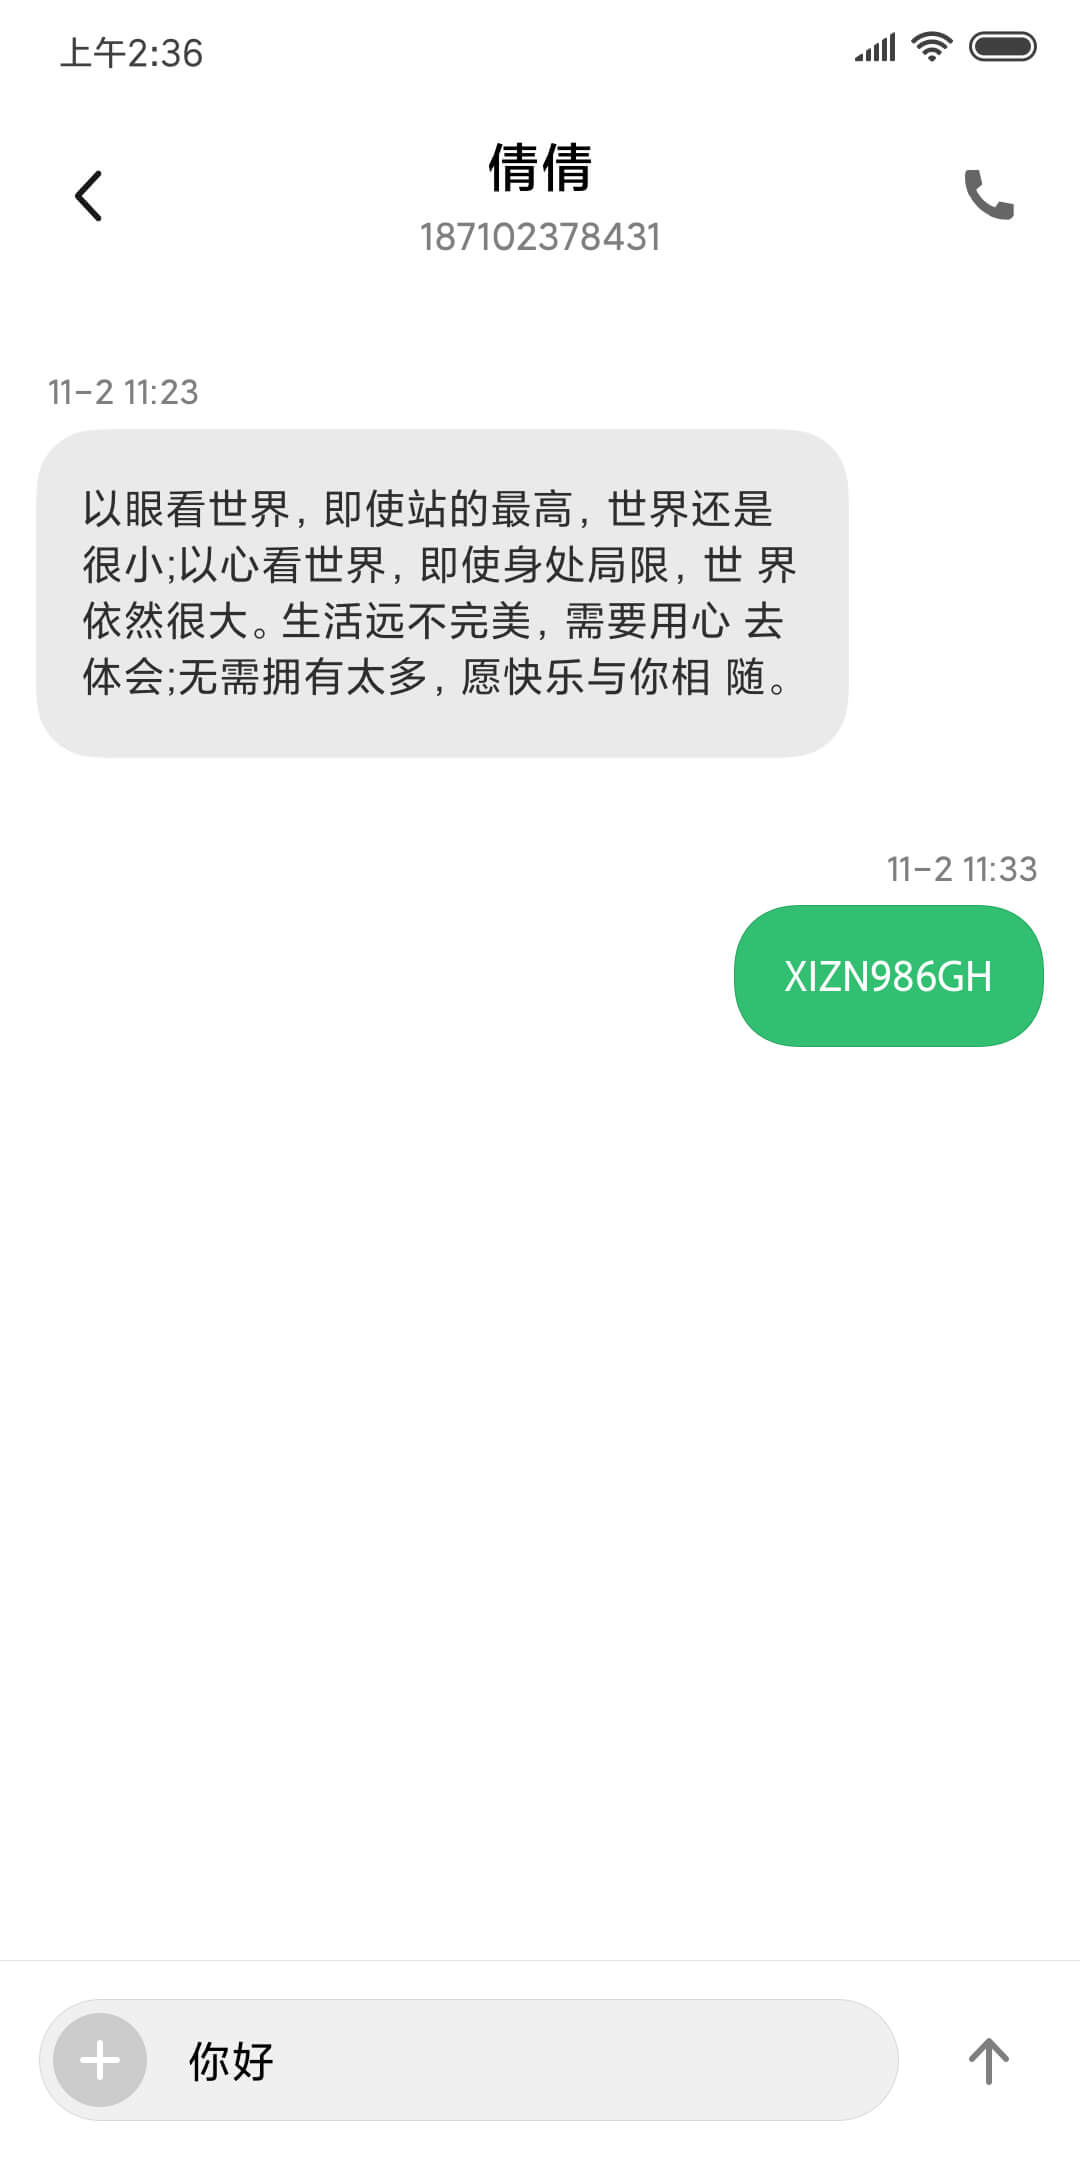 上午2:36
倩倩
187102378431
11-2 11:23
以眼看世界,即使站的最高,世界还是
很小;以心看世界,即使身处局限,世 界
依然很大。生活远不完美,需要用心 去
体会;无需拥有太多,愿快乐与你相 随。
11-2 11:33
XIZN986GH
你好